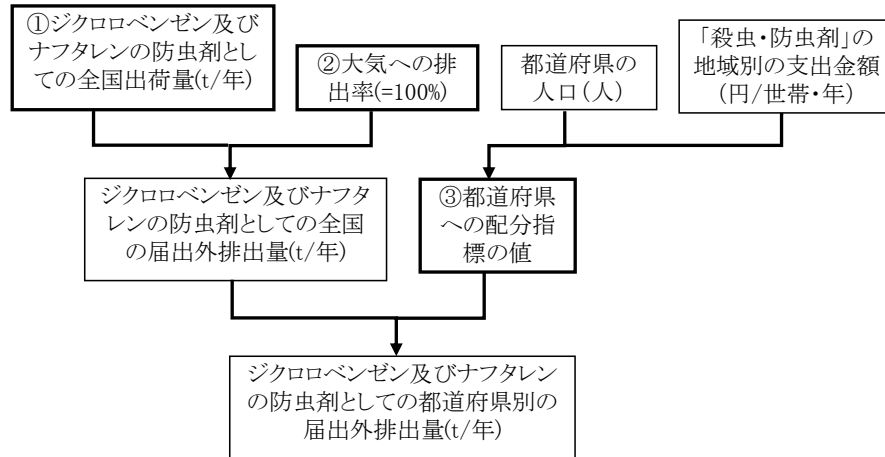 ①ジクロロベンゼン及び
ナフタレンの防虫剤とし
ての全国出荷量(t/年)
②大気への排
出率(=100%)
都道府県の
人口(人)
「殺虫・防虫剤」の
地域別の支出金額
(円/世帯・年)
ジクロロベンゼン及びナフタ
レンの防虫剤としての全国
の届出外排出量(t/年)
③都道府県
への配分指
標の値
ジクロロベンゼン及びナフタレン
の防虫剤としての都道府県別の
届出外排出量(t/年)